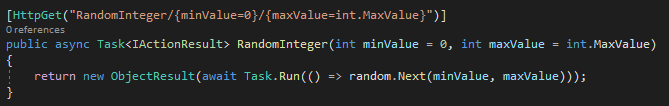 [HttpGet("RandomInteger/{minValue=0}/{maxValue=int.MaxValue}")]
0 references
public async Task<IActionResult> RandomInteger(int minValue = 0, int maxValue = int.MaxValue)
{
return new ObjectResult(await Task.Run(() => random.Next(minValue, maxValue)));
}